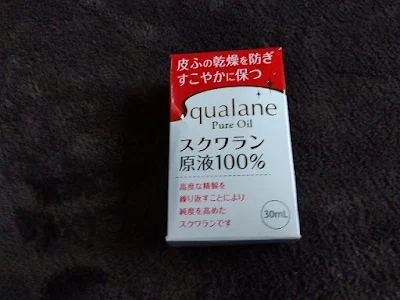 皮ふの乾燥を防ぎ
すこやかに保つ
Squalane
Pure Oil
スクワラン
原液100%
高度な精製を
繰り返すことにより
純度を高めた
スクワランです
30mL